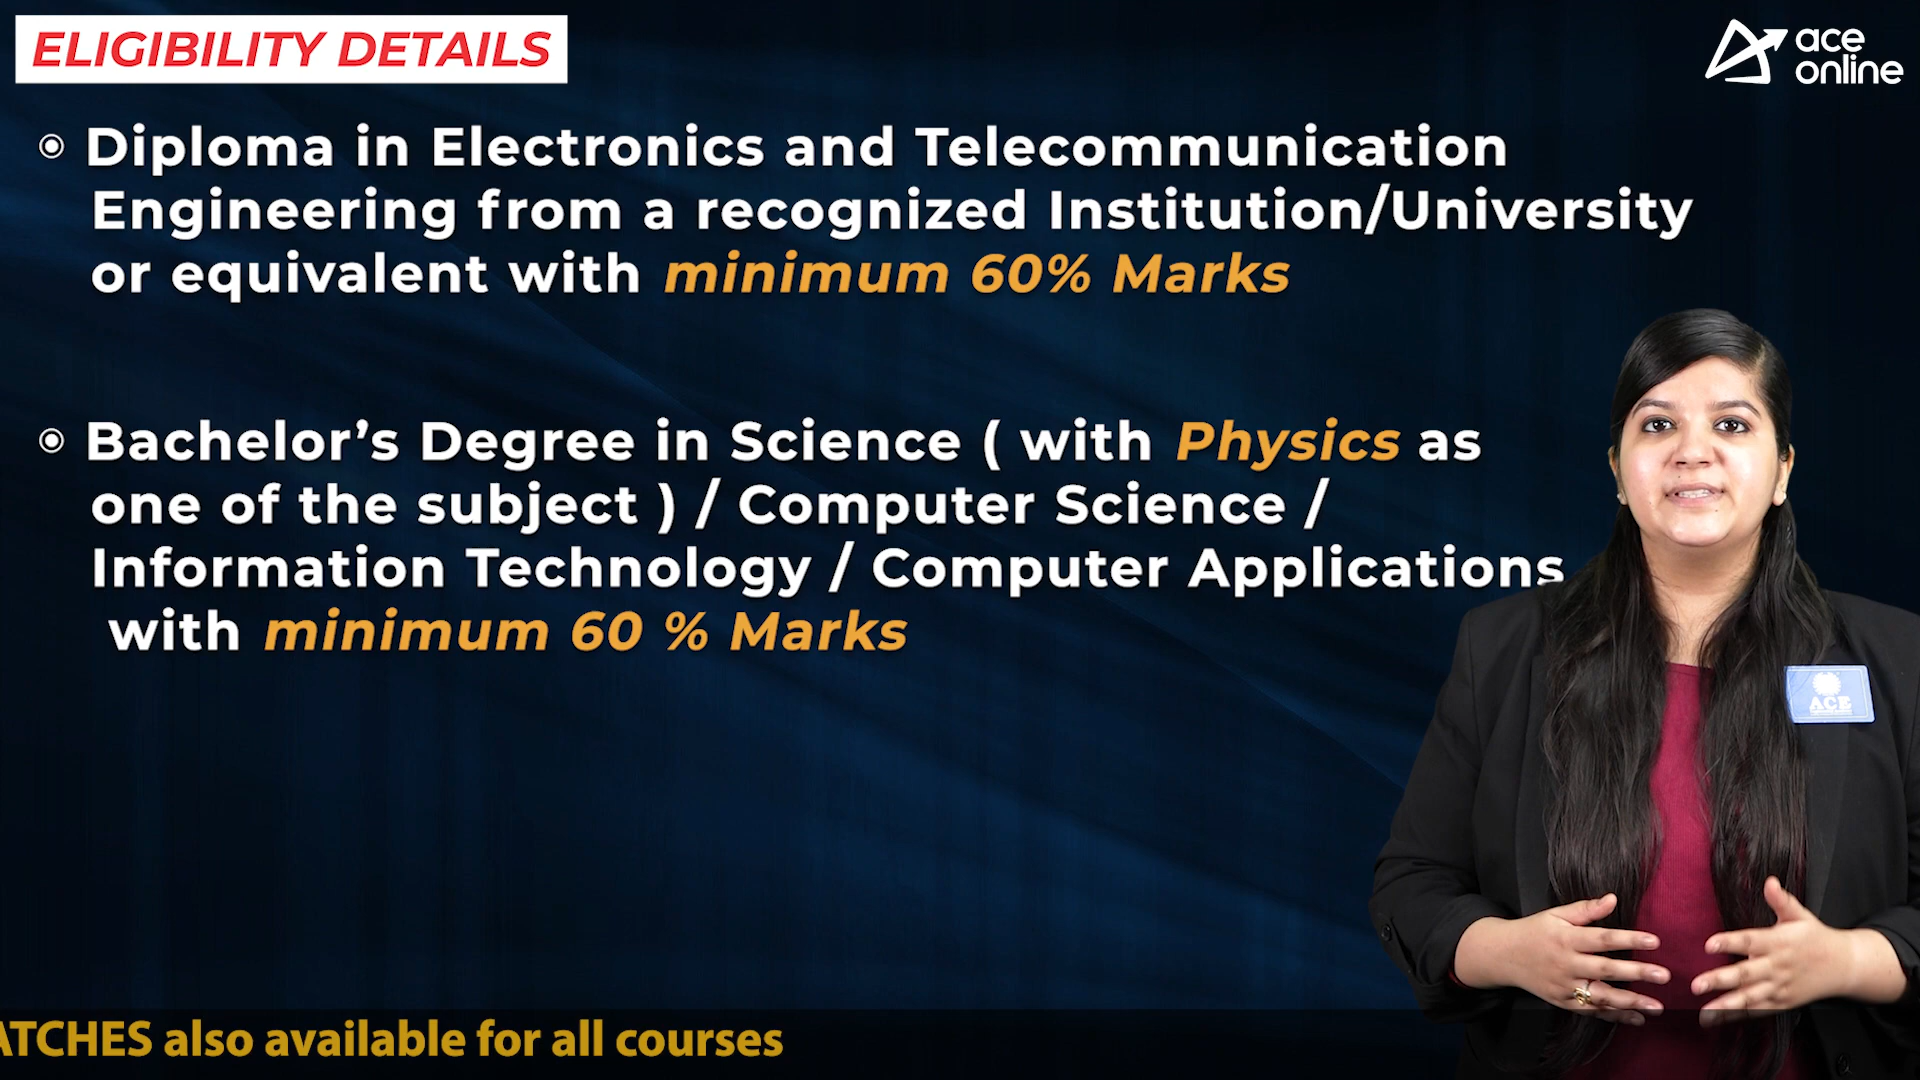 ELIGIBILITY DETAILS
ace
online
Diploma in Electronics and Telecommunication
Engineering from a recognized Institution/University
or equivalent with minimum 60% Marks
Bachelor’s Degree in Science ( with Physics as
one of the subject ) / Computer Science /
Information Technology / Computer Applications
with minimum 60 % Marks
ACE
ATCHES also available for all courses